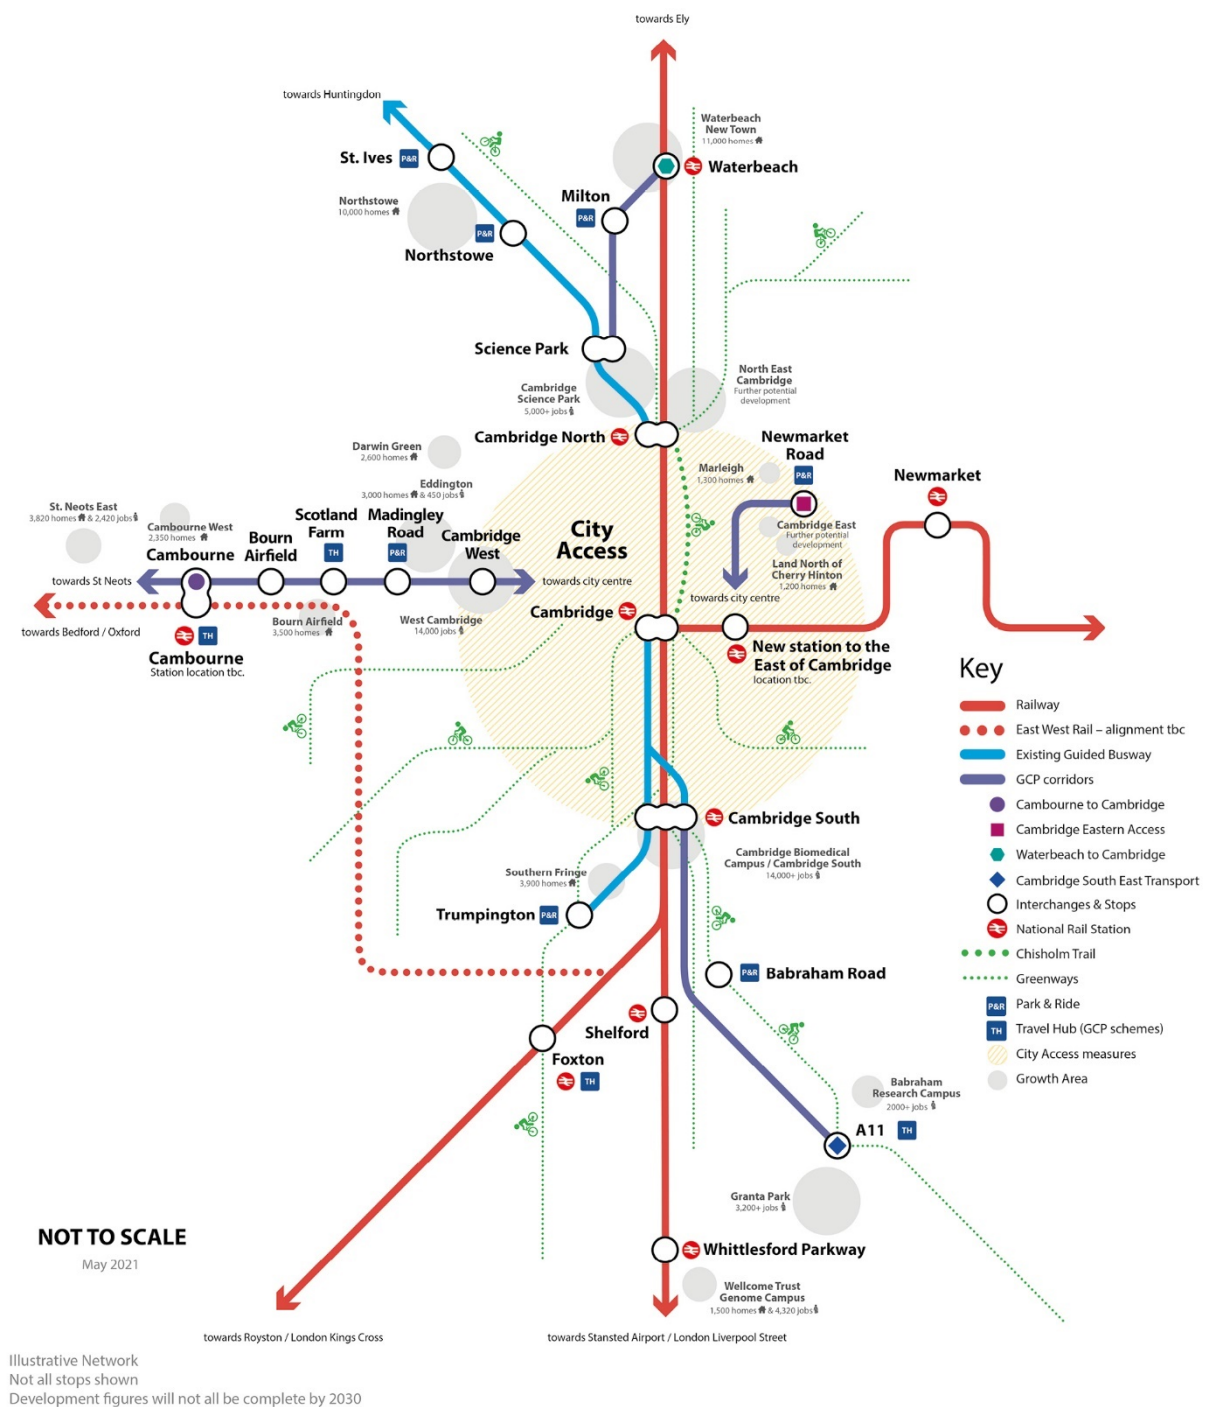 towards Ely
towards Huntingdon
St. Ives
P&R
Waterbeach
New Town
11,000 homes
Waterbeach
Northstowe
10,000 homes
Milton
P&R
P&R
Northstowe
Science Park
Cambridge
Science Park
5,000+ jobs
North East
Cambridge
Further potential
development
Cambridge North
Newmarket
Road
P&R
Darwin Green
2,600 homes
Marleigh
1,300 homes
Newmarket
Eddington
3,000 homes & 450 jobs
St. Neots East
3,820 homes & 2,420 jobs
Cambourne West
2,350 homes
Cambourne
Bourn
Airfield
Scotland
Farm
TH
Madingley
Road
P&R
Cambridge
West
City
Access
Cambridge East
Further potential
development
Land North of
Cherry Hinton
1,200 homes
towards St Neots
towards city centre
towards city centre
towards Bedford / Oxford
Bourn Airfield
3,500 homes
West Cambridge
14,000 jobs
Cambridge
TH
Cambourne
Station location tbc.
New station to the
East of Cambridge
location tbc.
Key
Railway
East West Rail – alignment tbc
Existing Guided Busway
GCP corridors
Cambourne to Cambridge
Cambridge Eastern Access
Waterbeach to Cambridge
Cambridge South East Transport
Interchanges & Stops
National Rail Station
Chisholm Trail
Greenways
P&R
Park & Ride
TH
Travel Hub (GCP schemes)
City Access measures
Growth Area
Cambridge South
Cambridge Biomedical
Campus / Cambridge South
14,000+ jobs
Southern Fringe
3,900 homes
Trumpington
P&R
P&R
Babraham Road
Shelford
Foxton
TH
Babraham
Research Campus
2000+ jobs
A11
TH
Granta Park
3,200+ jobs
NOT TO SCALE
May 2021
Whittlesford Parkway
Wellcome Trust
Genome Campus
1,500 homes & 4,320 jobs
towards Royston / London Kings Cross
towards Stansted Airport / London Liverpool Street
Illustrative Network
Not all stops shown
Development figures will not all be complete by 2030